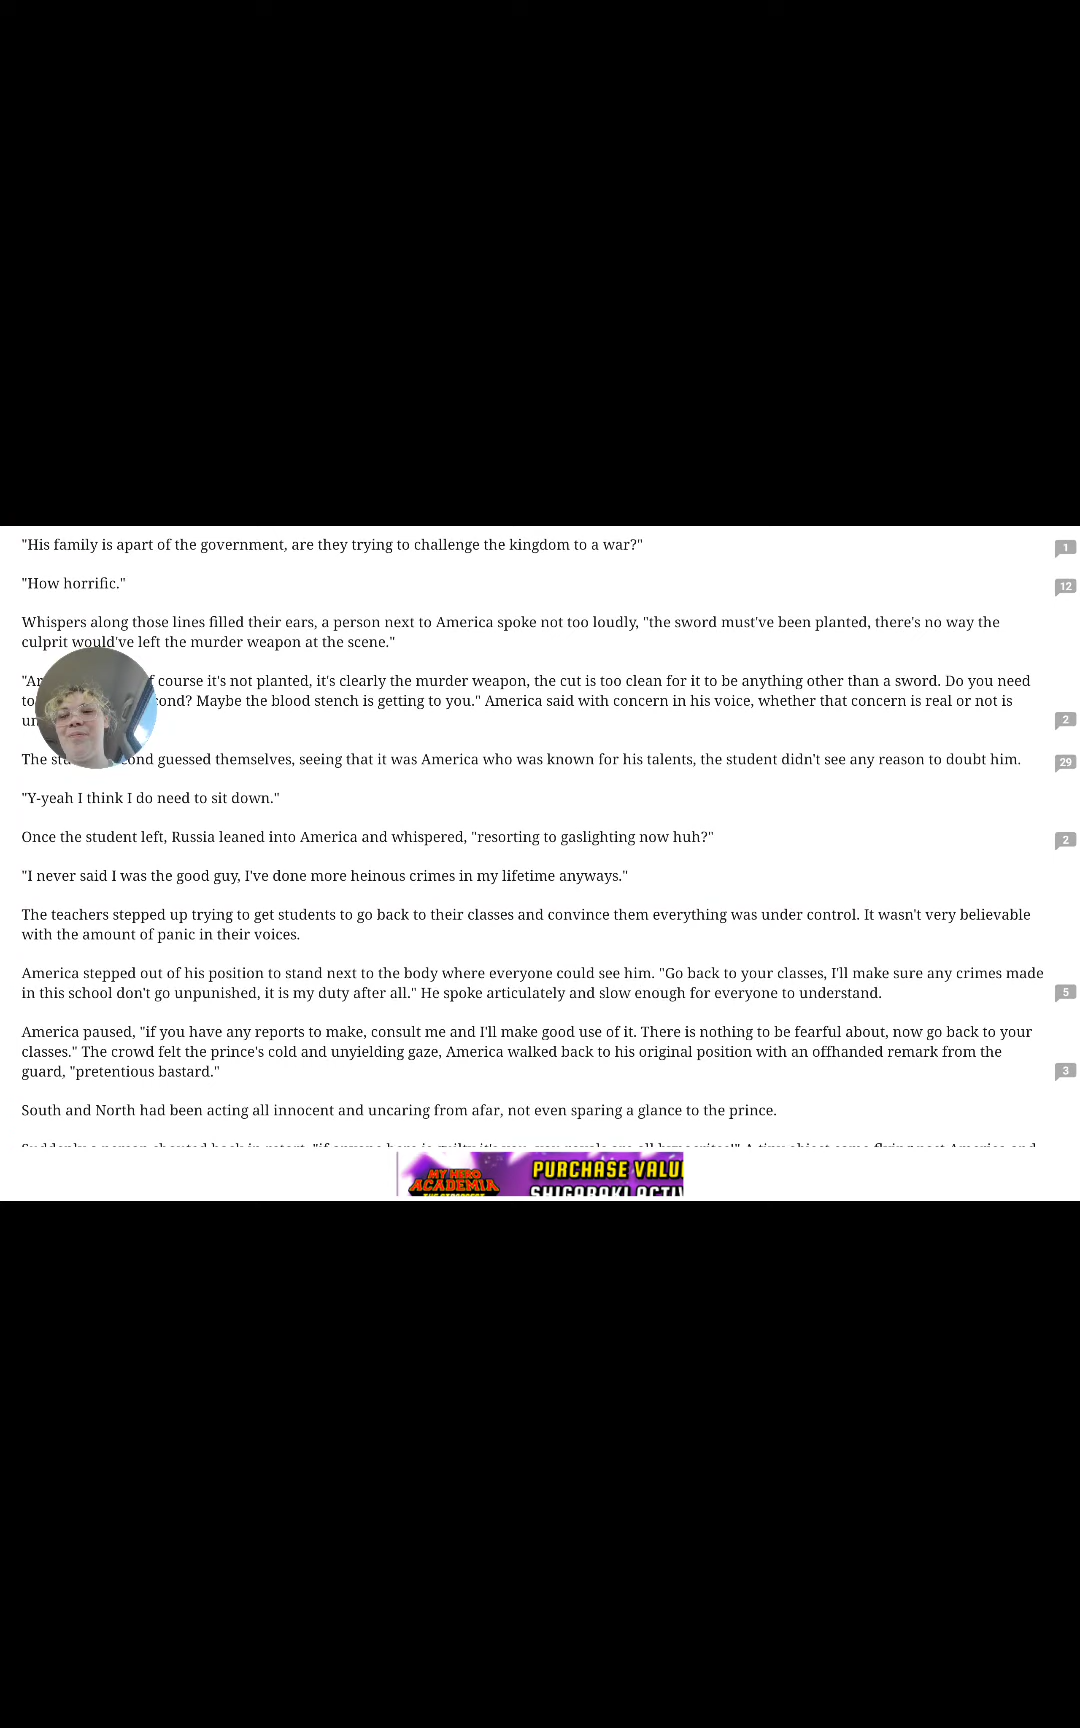 "His family is apart of the government, are they trying to challenge the kingdom to a war?"
1
"How horrific."
12
Whispers along those lines filled their ears, a person next to America spoke not too loudly, "the sword must've been planted, there's no way the
culprit would've left the murder weapon at the scene."
course it's not planted, it's clearly the murder weapon, the cut is too clean for it to be anything other than a sword. Do you need
Maybe the blood stench is getting to you." America said with concern in his voice, whether that concern is real or not is
2
The guessed themselves, seeing that it was America who was known for his talents, the student didn't see any reason to doubt him.
29
"Y-yeah I think I do need to sit down."
Once the student left, Russia leaned into America and whispered, "resorting to gaslighting now huh?"
2
"I never said I was the good guy, I've done more heinous crimes in my lifetime anyways."
The teachers stepped up trying to get students to go back to their classes and convince them everything was under control. It wasn't very believable
with the amount of panic in their voices.
America stepped out of his position to stand next to the body where everyone could see him. "Go back to your classes, I'll make sure any crimes made
in this school don't go unpunished, it is my duty after all." He spoke articulately and slow enough for everyone to understand.
5
America paused, "if you have any reports to make, consult me and I'll make good use of it. There is nothing to be fearful about, now go back to your
classes." The crowd felt the prince's cold and unyielding gaze, America walked back to his original position with an offhanded remark from the
guard, "pretentious bastard."
3
South and North had been acting all innocent and uncaring from afar, not even sparing a glance to the prince.
MY HERO
ACADEMIA
PURCHASE
SHIGARAKI